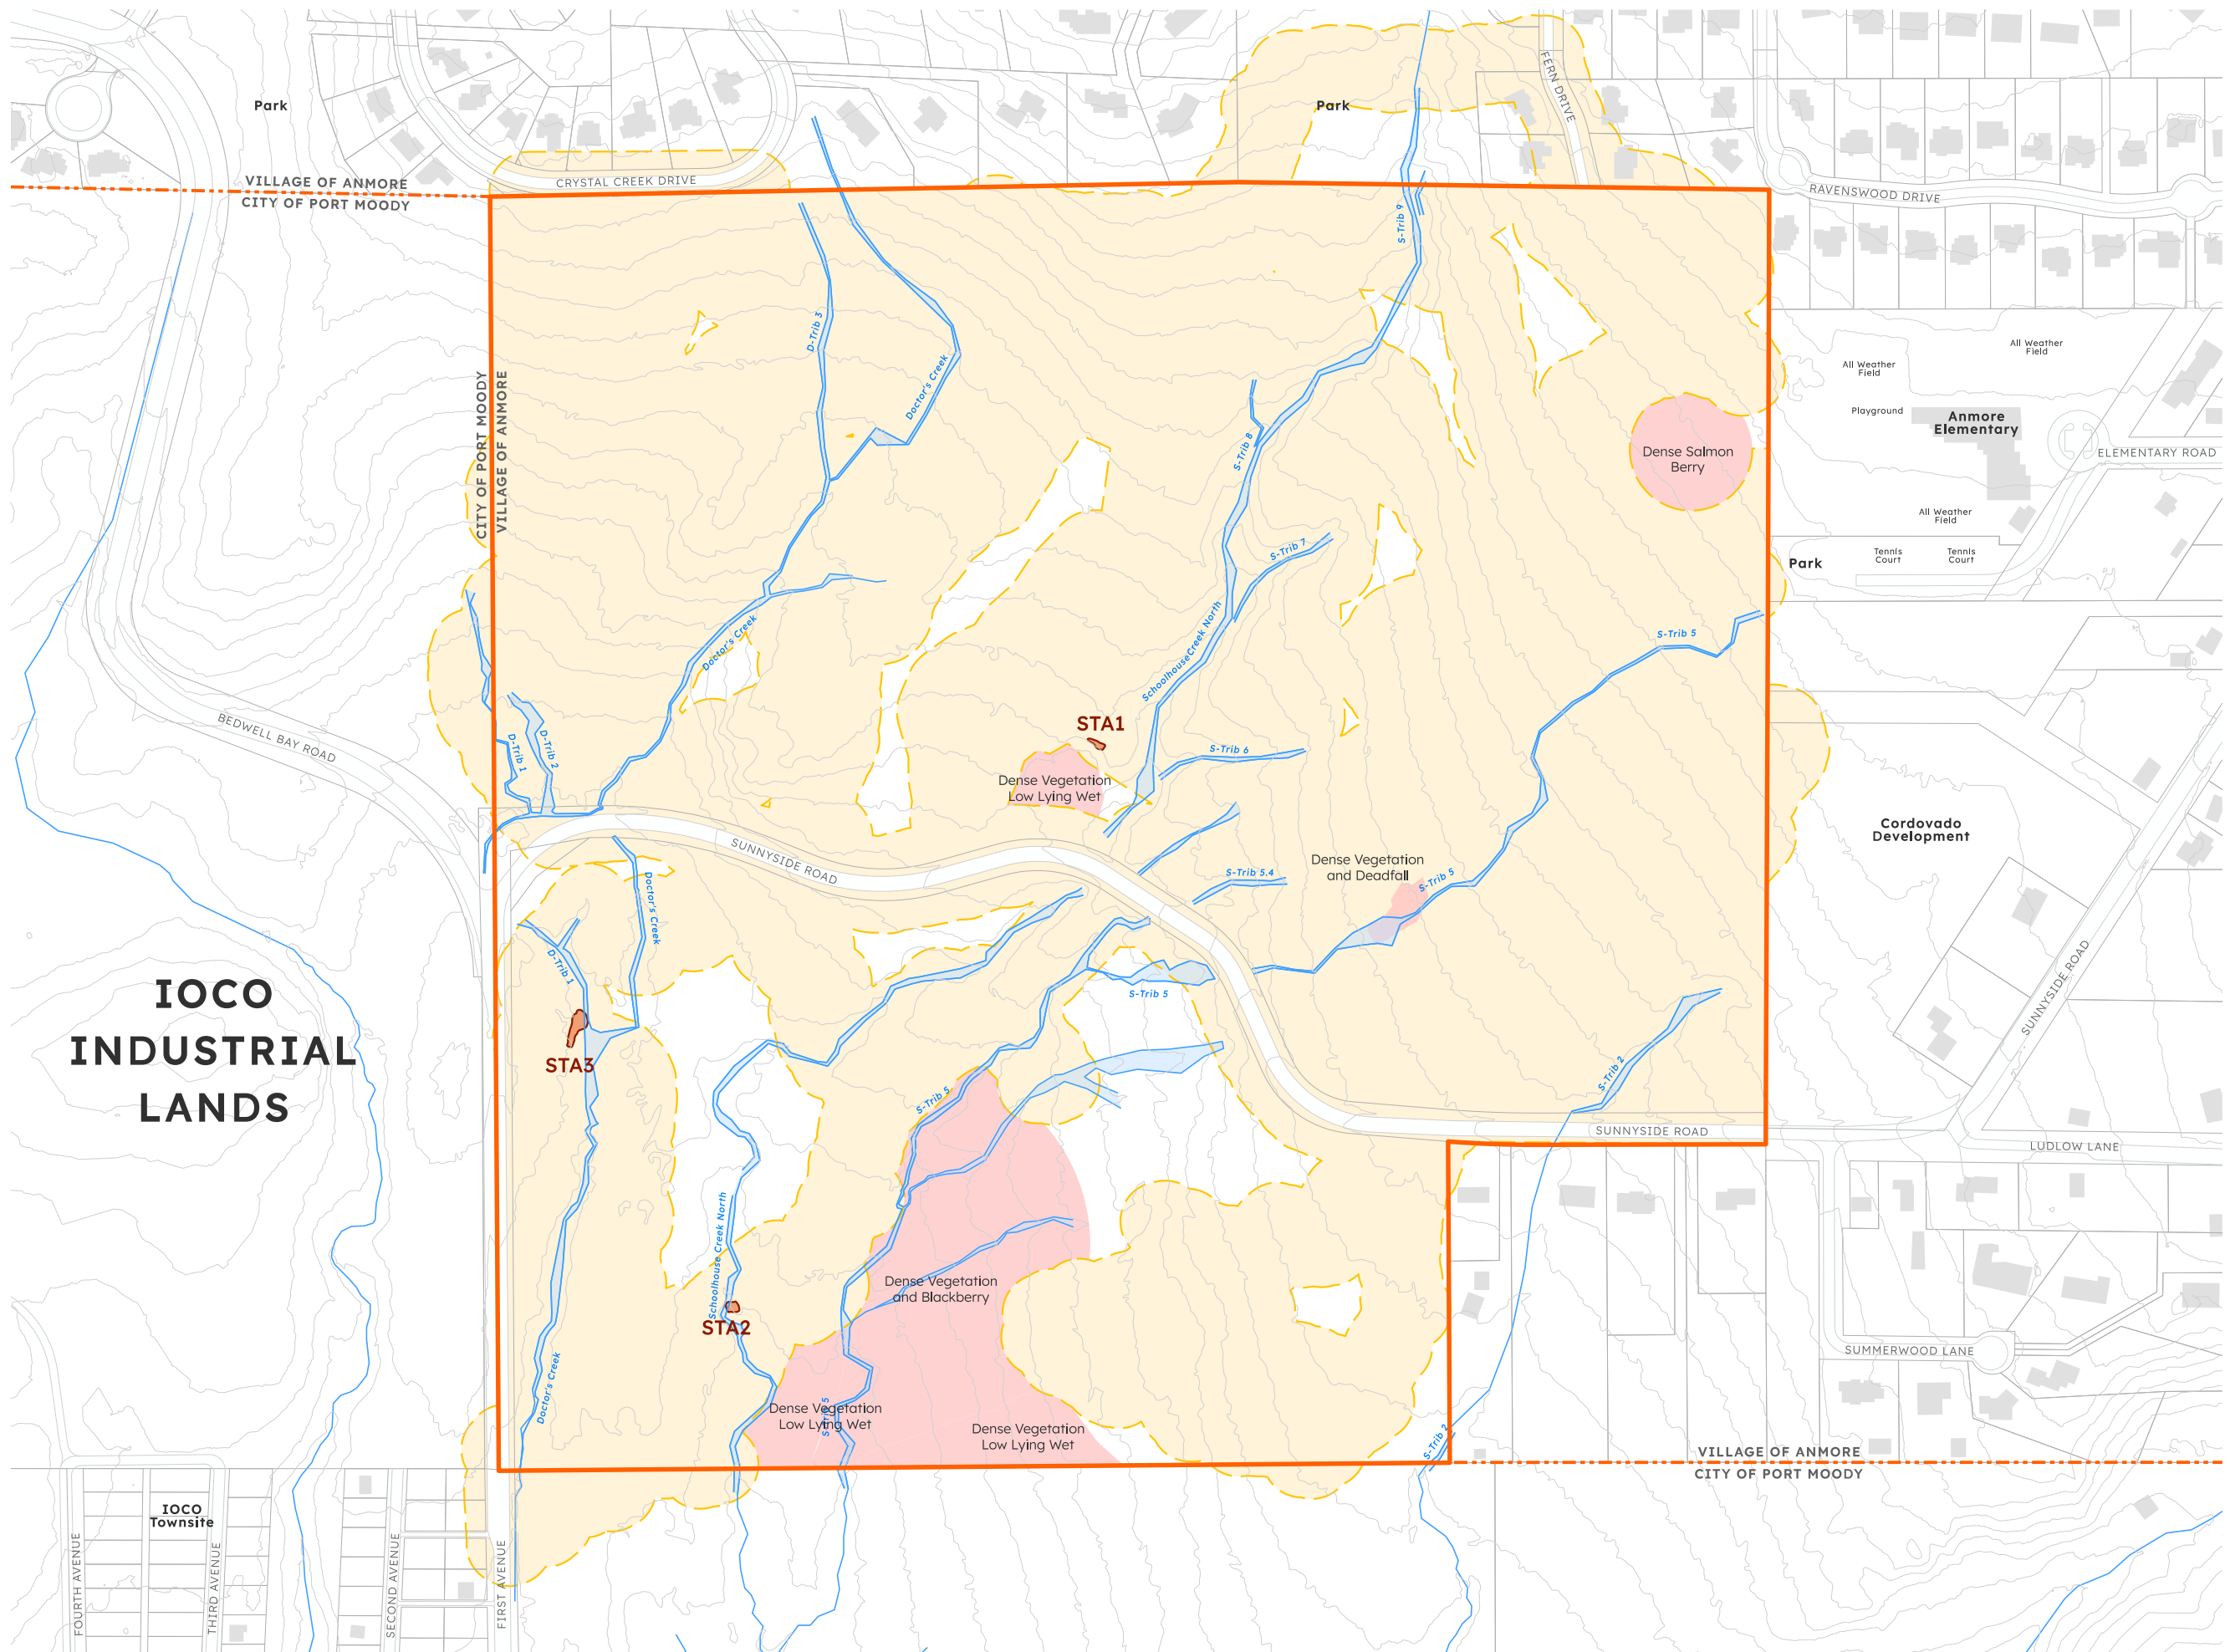 Park
Park
FERN DRIVE
VILLAGE OF ANMORE
CITY OF PORT MOODY
CRYSTAL CREEK DRIVE
RAVENSWOOD DRIVE
S-Trib 9
D-Trib 3
Doctor's Creek
All Weather
Field
All Weather
Field
Playground
Anmore
Elementary
ELEMENTARY ROAD
CITY OF PORT MOODY
VILLAGE OF ANMORE
S-Trib 8
Dense Salmon
Berry
All Weather
Field
Tennis
Court
Tennis
Court
Park
S-Trib 7
Doctor's Creek
SchoolhouseCreek North
S-Trib 5
BEDWELL BAY ROAD
D-Trib 1
D-Trib 2
STA1
S-Trib 6
Dense Vegetation
Low Lying Wet
Cordovado
Development
SUNNYSIDE ROAD
Dense Vegetation
and Deadfall
S-Trib 5.4
S-Trib 5
Doctor's Creek
D-Trib 1
S-Trib 5
SUNNYSIDE ROAD
IOCO
INDUSTRIAL
LANDS
STA3
S-Trib 5
S-Trib 2
SUNNYSIDE ROAD
LUDLOW LANE
Schoolhouse Creek North
Dense Vegetation
and Blackberry
STA2
SUMMERWOOD LANE
Doctor's Creek
Dense Vegetation
Low Lying Wet
S-Trib 5
Dense Vegetation
Low Lying Wet
S-Trib 2
VILLAGE OF ANMORE
CITY OF PORT MOODY
IOCO
Townsite
FOURTH AVENUE
THIRD AVENUE
SECOND AVENUE
FIRST AVENUE